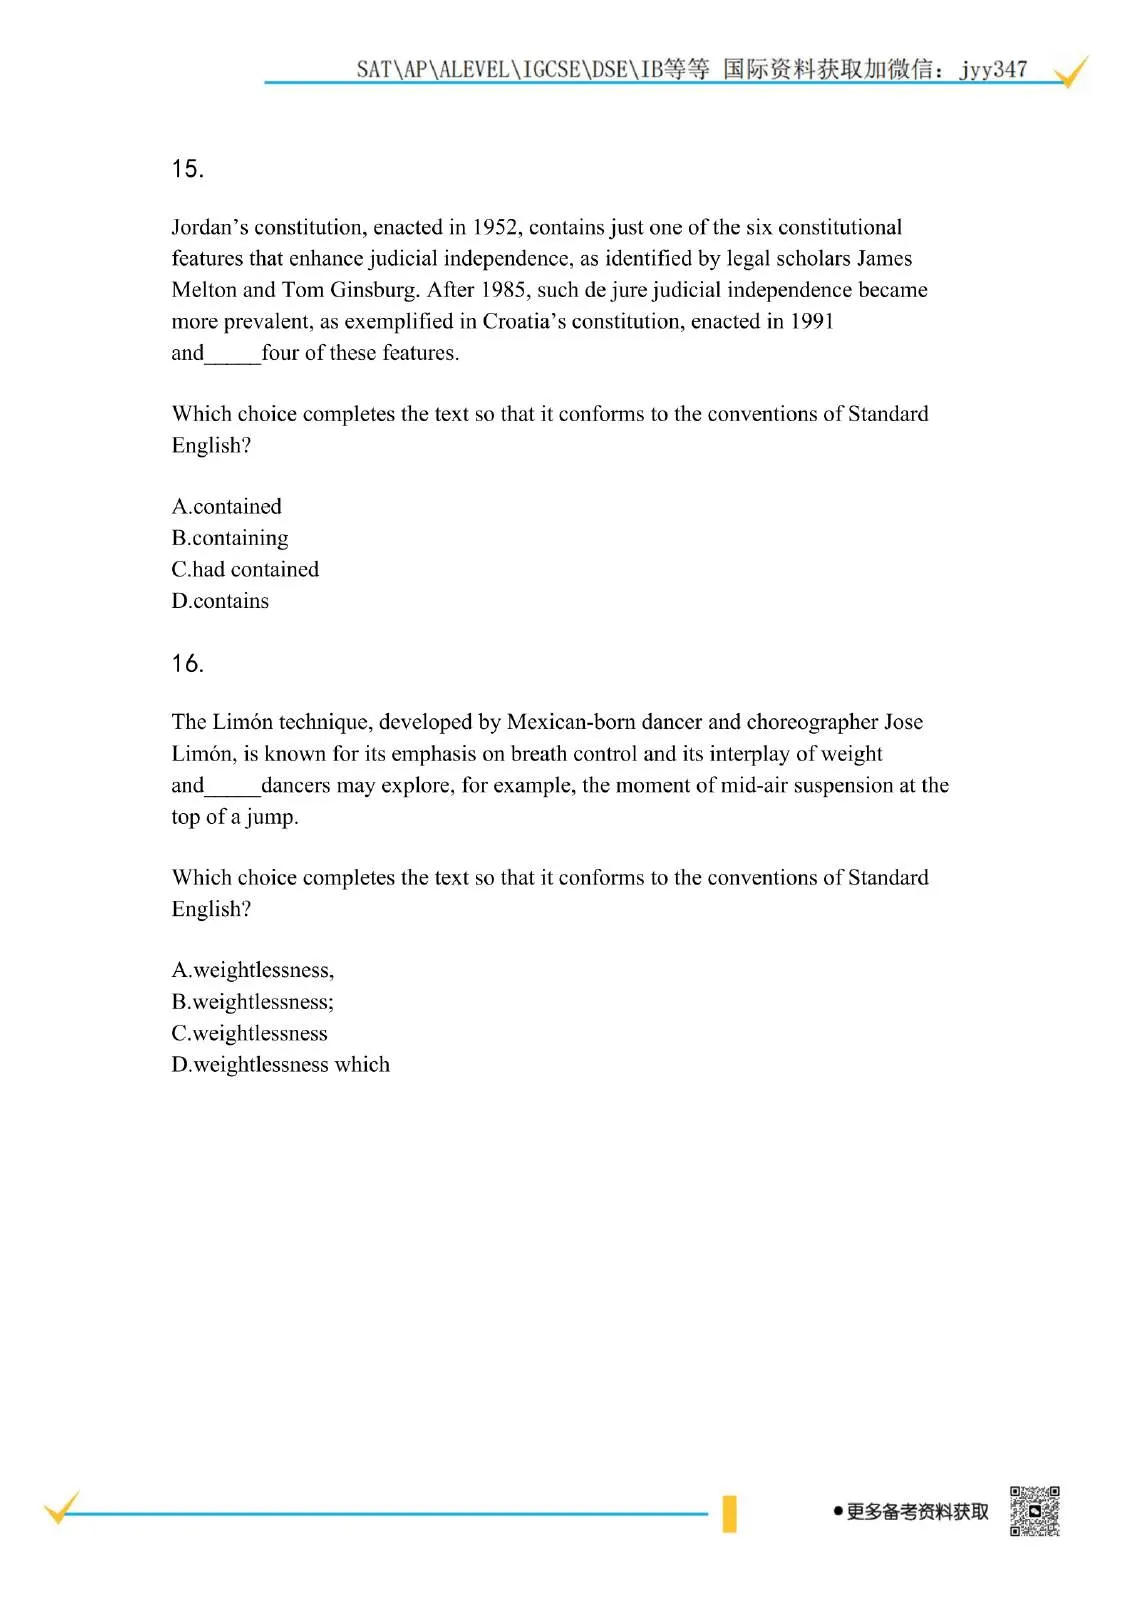 SAT\AP\ALEVEL\IGCSE\DSE\IB等等 国际资料获取加微信：jyy347
15.
Jordan’s constitution, enacted in 1952, contains just one of the six constitutional
features that enhance judicial independence, as identified by legal scholars James
Melton and Tom Ginsburg. After 1985, such de jure judicial independence became
more prevalent, as exemplified in Croatia’s constitution, enacted in 1991
and_____four of these features.
Which choice completes the text so that it conforms to the conventions of Standard
English?
A.contained
B.containing
C.had contained
D.contains
16.
The Limón technique, developed by Mexican-born dancer and choreographer Jose
Limón, is known for its emphasis on breath control and its interplay of weight
and_____dancers may explore, for example, the moment of mid-air suspension at the
top of a jump.
Which choice completes the text so that it conforms to the conventions of Standard
English?
A.weightlessness,
B.weightlessness;
C.weightlessness
D.weightlessness which
●更多备考资料获取